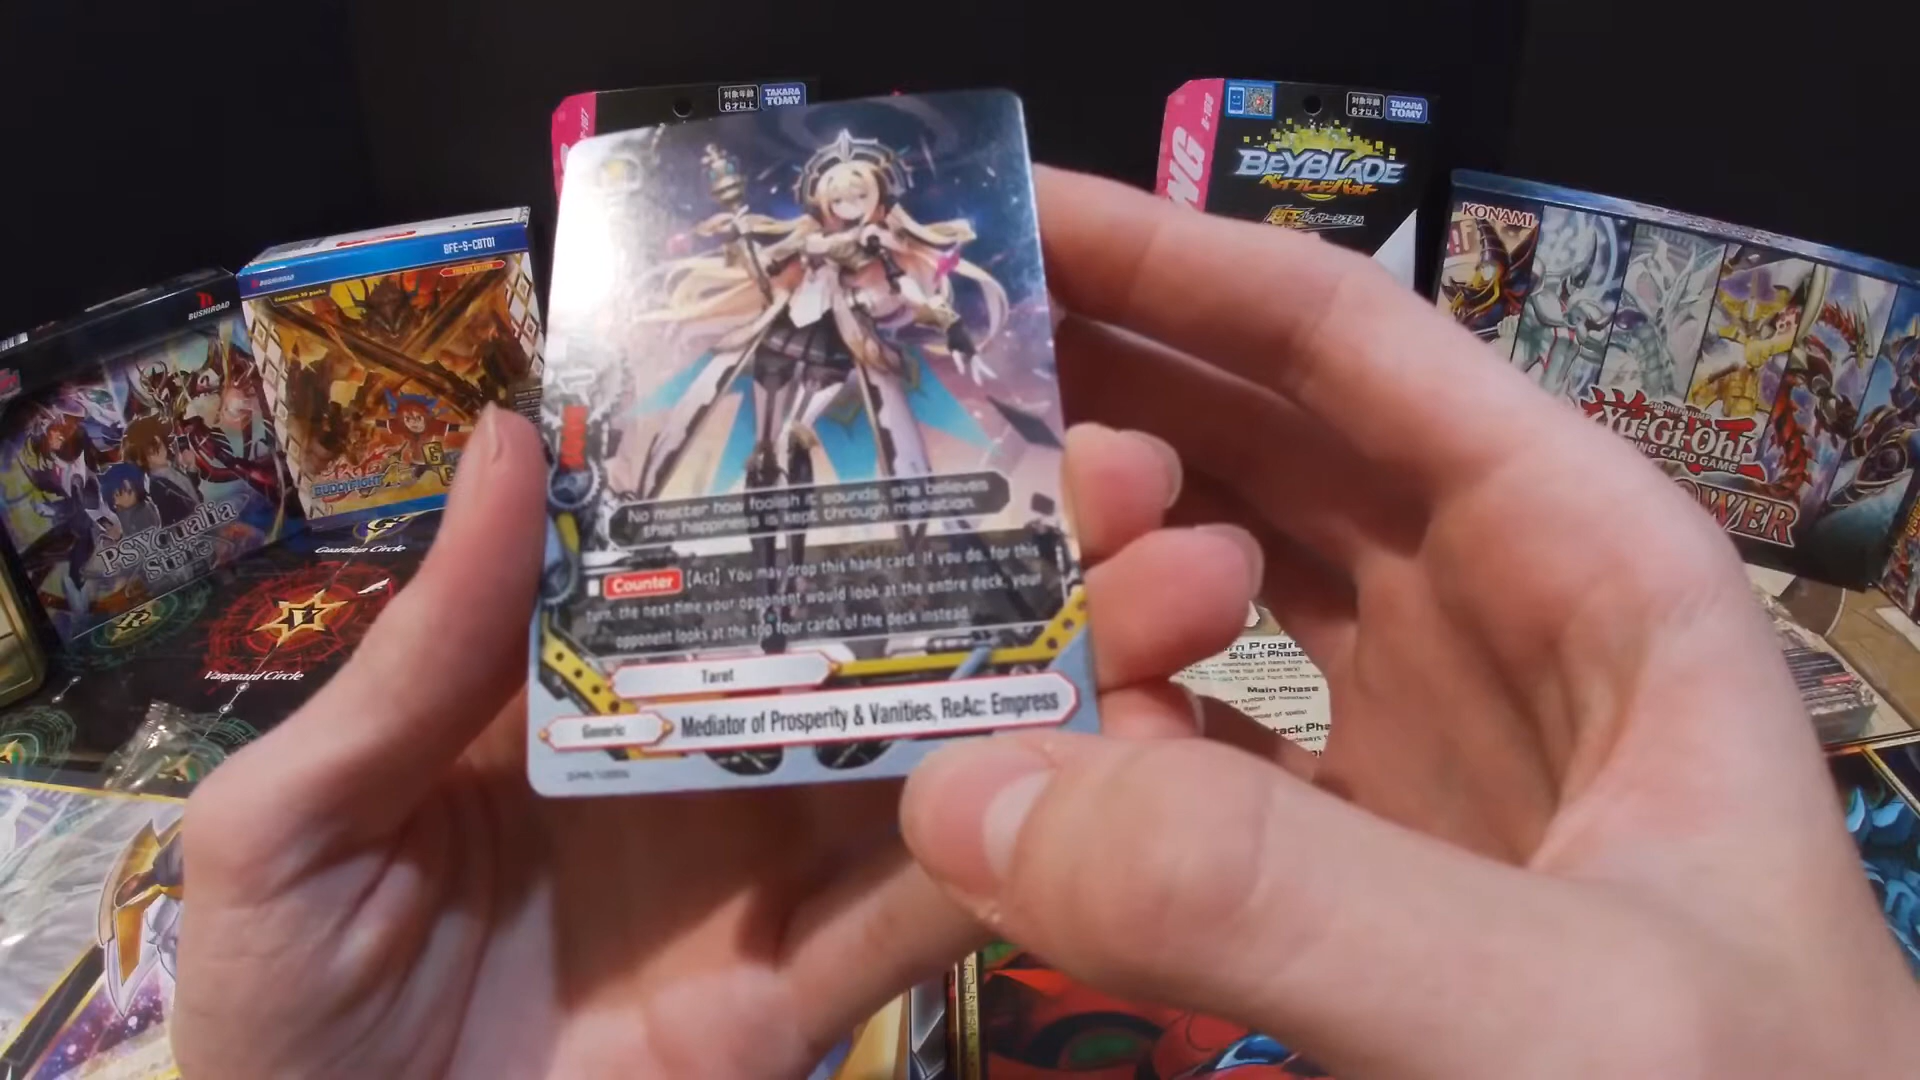 対象年齢
6才以上
TAKARA
TOMY
対象年齢
6才以上
TAKARA
TOMY
BEYBLADE
ベイブレードバースト
KONAMI
BFE-S-CBT01
BUSHIROAD
BUSHIROAD
BUDDYFIGHT
PSYqualia
Strife
Guardian Circle
G
R
V
Vanguard Circle
SHONEN JUMP
Yu-Gi-Oh!
CARD GAME
No matter how foolish it sounds, she believes
that happiness is kept through mediation.
Counter [Act] You may drop this hand card. If you do, for this
turn, the next time your opponent would look at the entire deck, your
opponent looks at the top four cards of the deck instead.
Tarot
Generic
Mediator of Prosperity & Vanities, ReAc: Empress
Start Phase
Main Phase